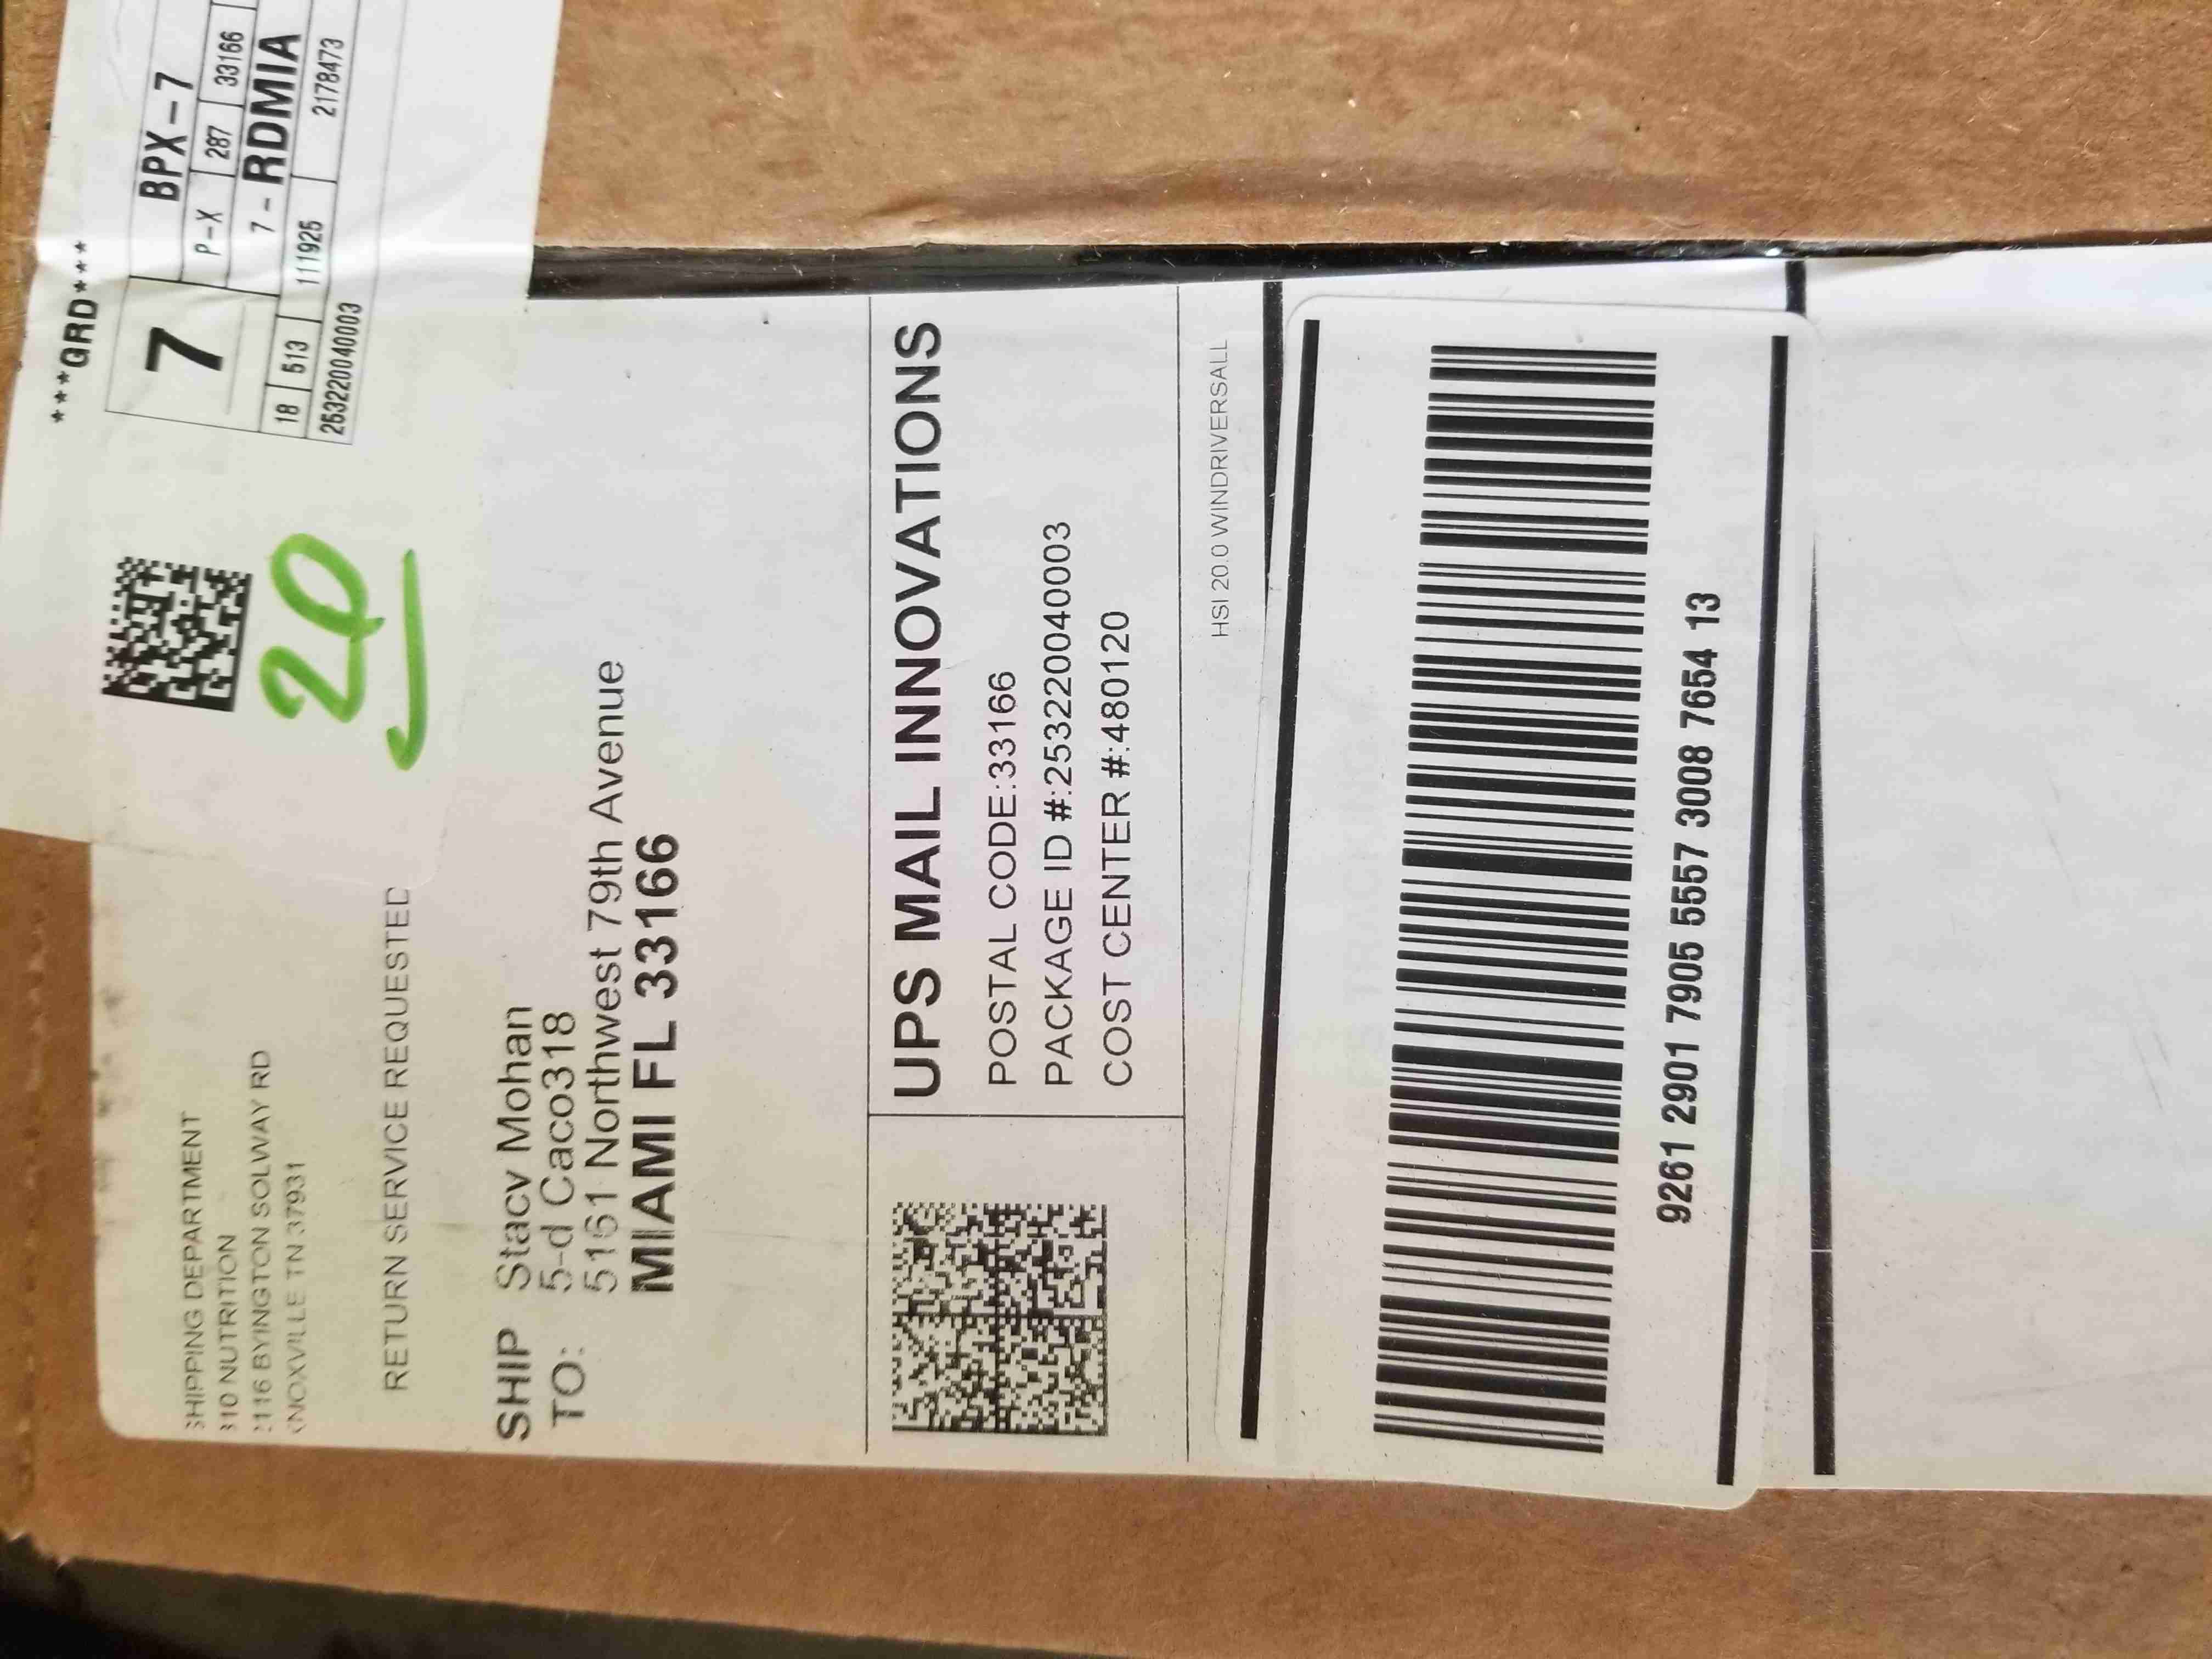 ***GRD***
7 BPX-7
P-X 287 33166
7 - RDMIA
18 513 111925 2178473
253220040003
20
SHIPPING DEPARTMENT
310 NUTRITION
2116 BYINGTON SOLWAY RD
KNOXVILLE TN 37931
RETURN SERVICE REQUESTED
SHIP TO:
Stacy Mohan
5-d Caco318
5161 Northwest 79th Avenue
MIAMI FL 33166
UPS MAIL INNOVATIONS
POSTAL CODE:33166
PACKAGE ID #:253220040003
COST CENTER #:480120
HSI 20.0 WINDRIVERSALL
9261 2901 7905 5557 3008 7654 13